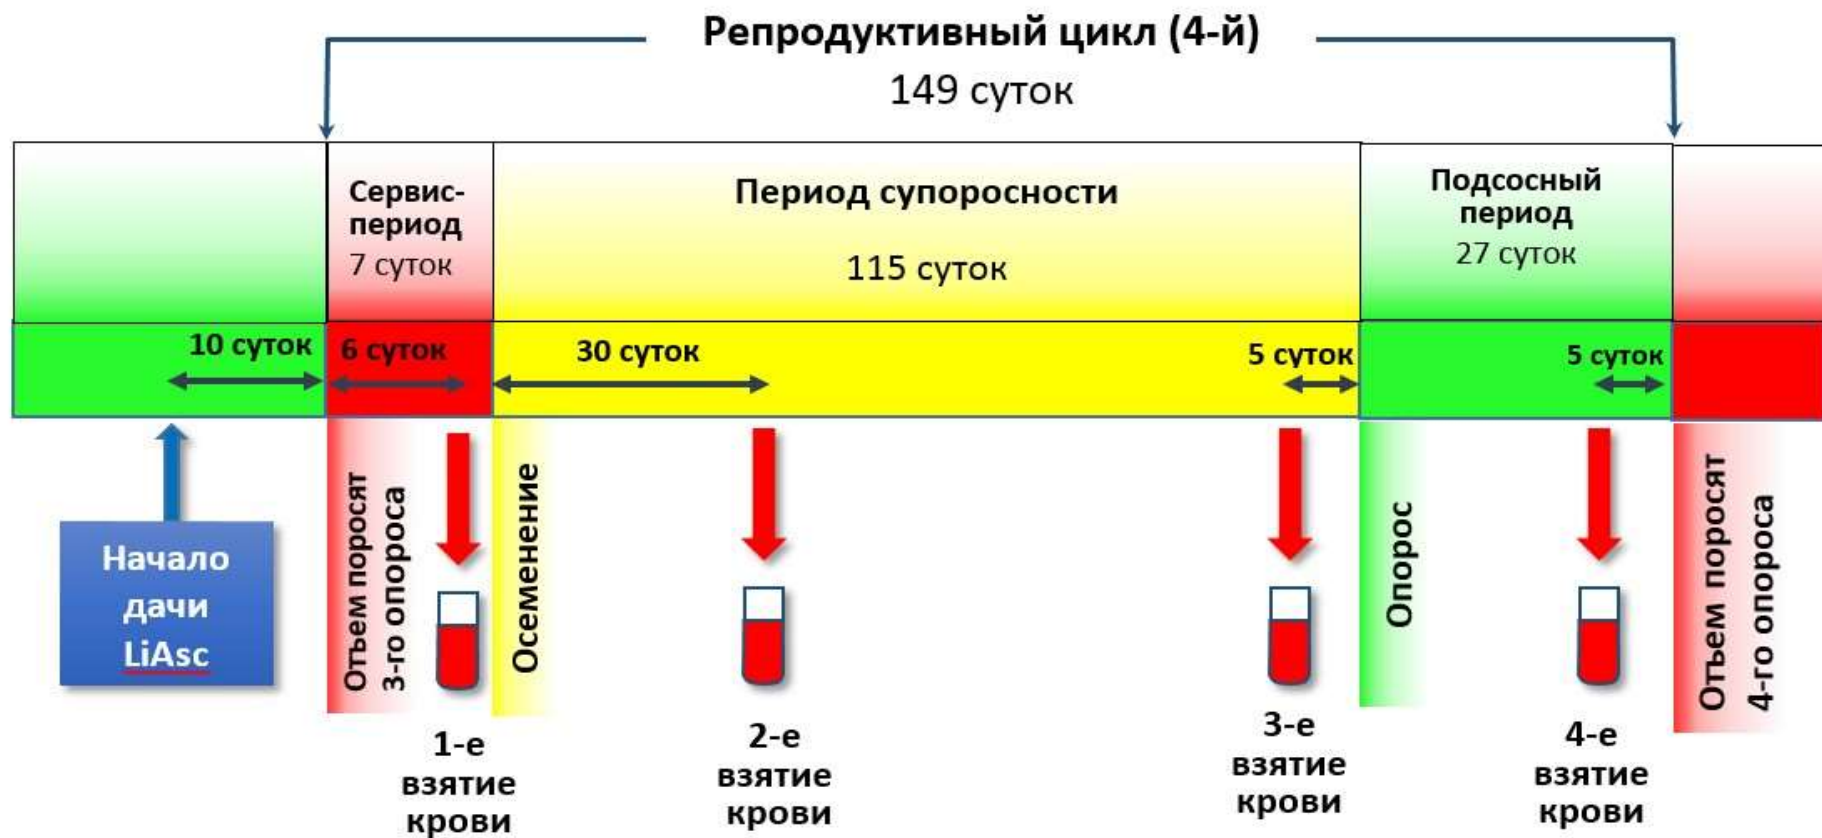 Репродуктивный цикл (4-й)
149 суток
Сервис-
период
7 суток
Период супоросности
115 суток
Подсосный
период
27 суток
10 суток
6 суток
30 суток
5 суток
5 суток
Начало
дачи
LiAsc
Отъем поросят
3-го опороса
Осеменение
Опорос
Отъем поросят
4-го опороса
1-е
взятие
крови
2-е
взятие
крови
3-е
взятие
крови
4-е
взятие
крови